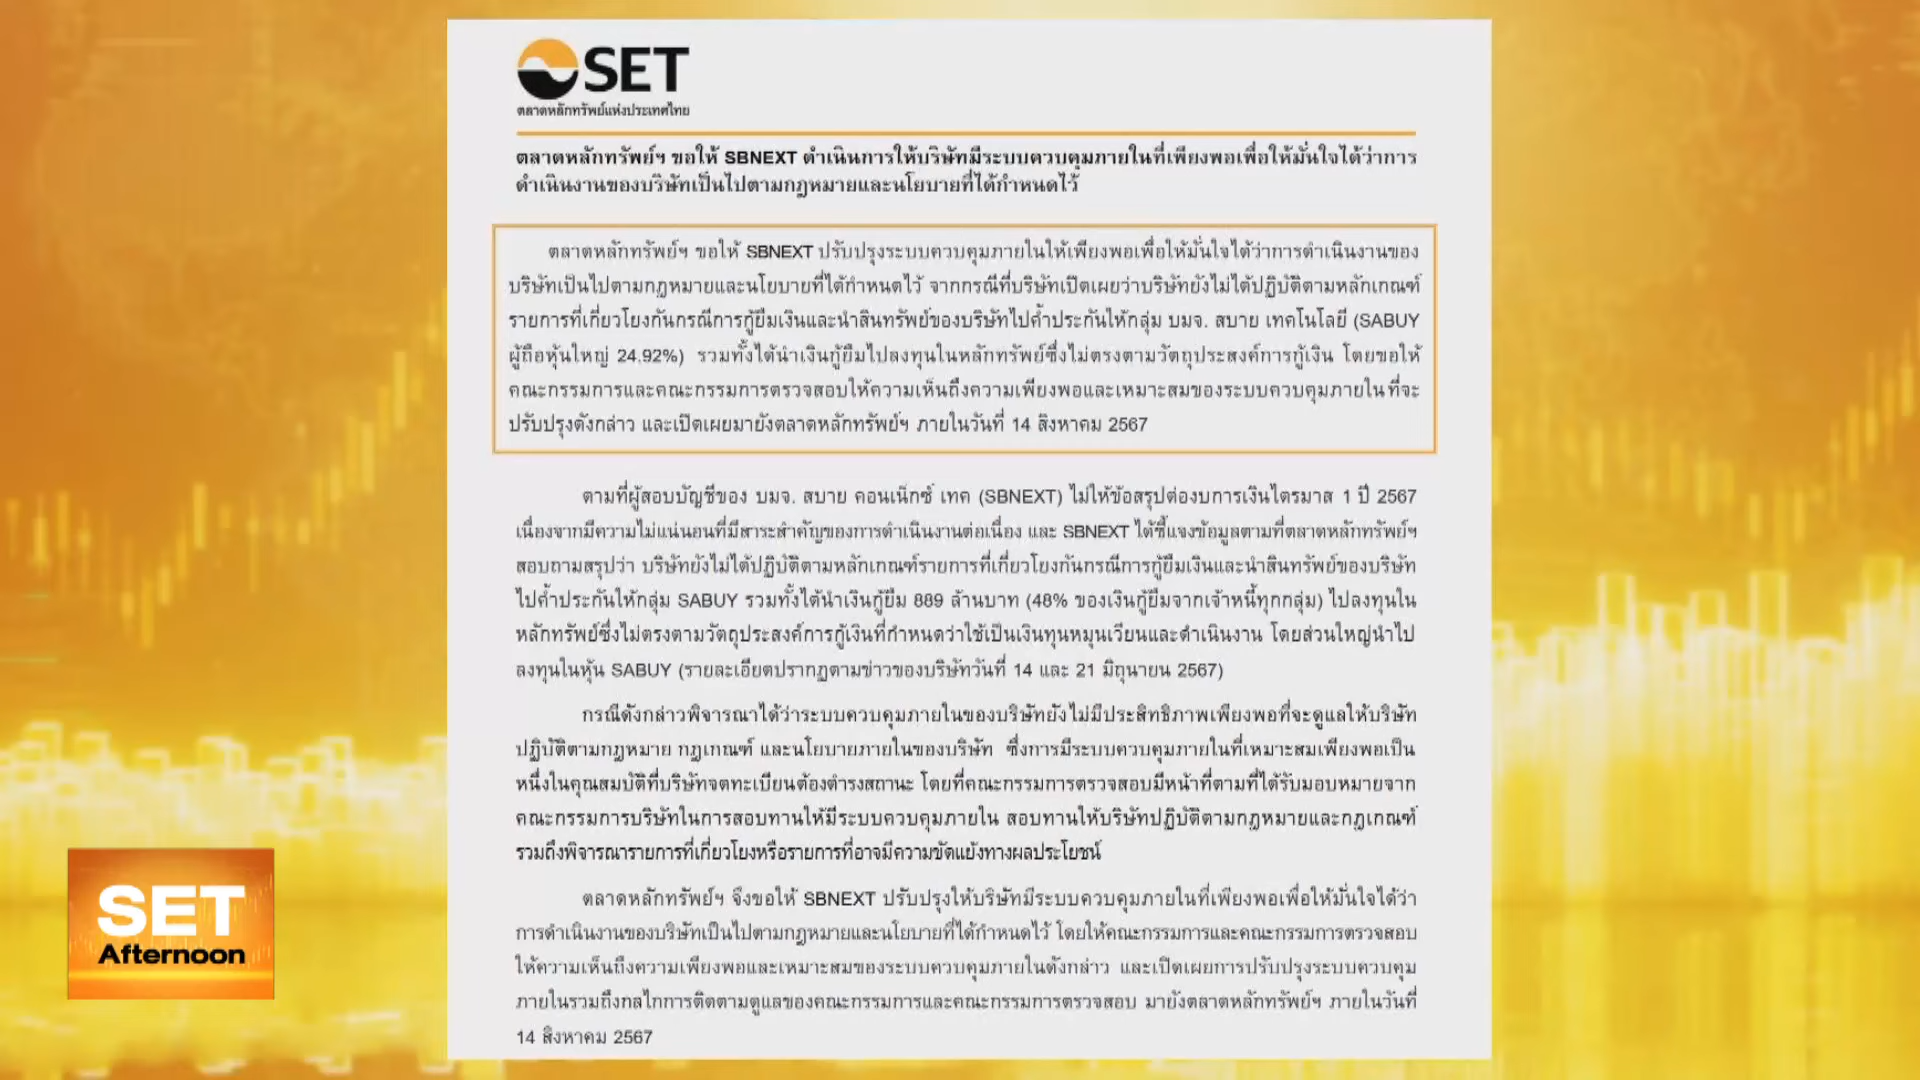 SET
ตลาดหลักทรัพย์แห่งประเทศไทย
ตลาดหลักทรัพย์ฯ ขอให้ SBNEXT ดำเนินการให้บริษัทมีระบบควบคุมภายในที่เพียงพอเพื่อให้มั่นใจได้ว่าการ
ดำเนินงานของบริษัทเป็นไปตามกฎหมายและนโยบายที่ได้กำหนดไว้
ตลาดหลักทรัพย์ฯ ขอให้ SBNEXT ปรับปรุงระบบควบคุมภายในให้เพียงพอเพื่อให้มั่นใจได้ว่าการดำเนินงานของ
บริษัทเป็นไปตามกฎหมายและนโยบายที่ได้กำหนดไว้ จากกรณีที่บริษัทเปิดเผยว่าบริษัทยังไม่ได้ปฏิบัติตามหลักเกณฑ์
รายการที่เกี่ยวโยงกันกรณีการกู้ยืมเงินและนำสินทรัพย์ของบริษัทไปค้ำประกันให้กลุ่ม บมจ. สบาย เทคโนโลยี (SABUY
ผู้ถือหุ้นใหญ่ 24.92%) รวมทั้งได้นำเงินกู้ยืมไปลงทุนในหลักทรัพย์ซึ่งไม่ตรงตามวัตถุประสงค์การกู้เงิน โดยขอให้
คณะกรรมการและคณะกรรมการตรวจสอบให้ความเห็นถึงความเพียงพอและเหมาะสมของระบบควบคุมภายในที่จะ
ปรับปรุงดังกล่าว และเปิดเผยมายังตลาดหลักทรัพย์ฯ ภายในวันที่ 14 สิงหาคม 2567
ตามที่ผู้สอบบัญชีของ บมจ. สบาย คอนเน็กซ์ เทค (SBNEXT) ไม่ให้ข้อสรุปต่องบการเงินไตรมาส 1 ปี 2567
เนื่องจากมีความไม่แน่นอนที่มีสาระสำคัญของการดำเนินงานต่อเนื่อง และ SBNEXT ได้ชี้แจงข้อมูลตามที่ตลาดหลักทรัพย์ฯ
สอบถามสรุปว่า บริษัทยังไม่ได้ปฏิบัติตามหลักเกณฑ์รายการที่เกี่ยวโยงกันกรณีการกู้ยืมเงินและนำสินทรัพย์ของบริษัท
ไปค้ำประกันให้กลุ่ม SABUY รวมทั้งได้นำเงินกู้ยืม 889 ล้านบาท (48% ของเงินกู้ยืมจากเจ้าหนี้ทุกกลุ่ม) ไปลงทุนใน
หลักทรัพย์ซึ่งไม่ตรงตามวัตถุประสงค์การกู้เงินที่กำหนดว่าใช้เป็นเงินทุนหมุนเวียนและดำเนินงาน โดยส่วนใหญ่นำไป
ลงทุนในหุ้น SABUY (รายละเอียดปรากฏตามข่าวของบริษัทวันที่ 14 และ 21 มิถุนายน 2567)
กรณีดังกล่าวพิจารณาได้ว่าระบบควบคุมภายในของบริษัทยังไม่มีประสิทธิภาพเพียงพอที่จะดูแลให้บริษัท
ปฏิบัติตามกฎหมาย กฎเกณฑ์ และนโยบายภายในของบริษัท ซึ่งการมีระบบควบคุมภายในที่เหมาะสมเพียงพอเป็น
หนึ่งในคุณสมบัติที่บริษัทจดทะเบียนต้องดำรงสถานะ โดยที่คณะกรรมการตรวจสอบมีหน้าที่ตามที่ได้รับมอบหมายจาก
คณะกรรมการบริษัทในการสอบทานให้มีระบบควบคุมภายใน สอบทานให้บริษัทปฏิบัติตามกฎหมายและกฎเกณฑ์
รวมถึงพิจารณารายการที่เกี่ยวโยงหรือรายการที่อาจมีความขัดแย้งทางผลประโยชน์
ตลาดหลักทรัพย์ฯ จึงขอให้ SBNEXT ปรับปรุงให้บริษัทมีระบบควบคุมภายในที่เพียงพอเพื่อให้มั่นใจได้ว่า
การดำเนินงานของบริษัทเป็นไปตามกฎหมายและนโยบายที่ได้กำหนดไว้ โดยให้คณะกรรมการและคณะกรรมการตรวจสอบ
ให้ความเห็นถึงความเพียงพอและเหมาะสมของระบบควบคุมภายในดังกล่าว และเปิดเผยการปรับปรุงระบบควบคุม
ภายในรวมถึงกลไกการติดตามดูแลของคณะกรรมการและคณะกรรมการตรวจสอบ มายังตลาดหลักทรัพย์ฯ ภายในวันที่
14 สิงหาคม 2567
SET
Afternoon